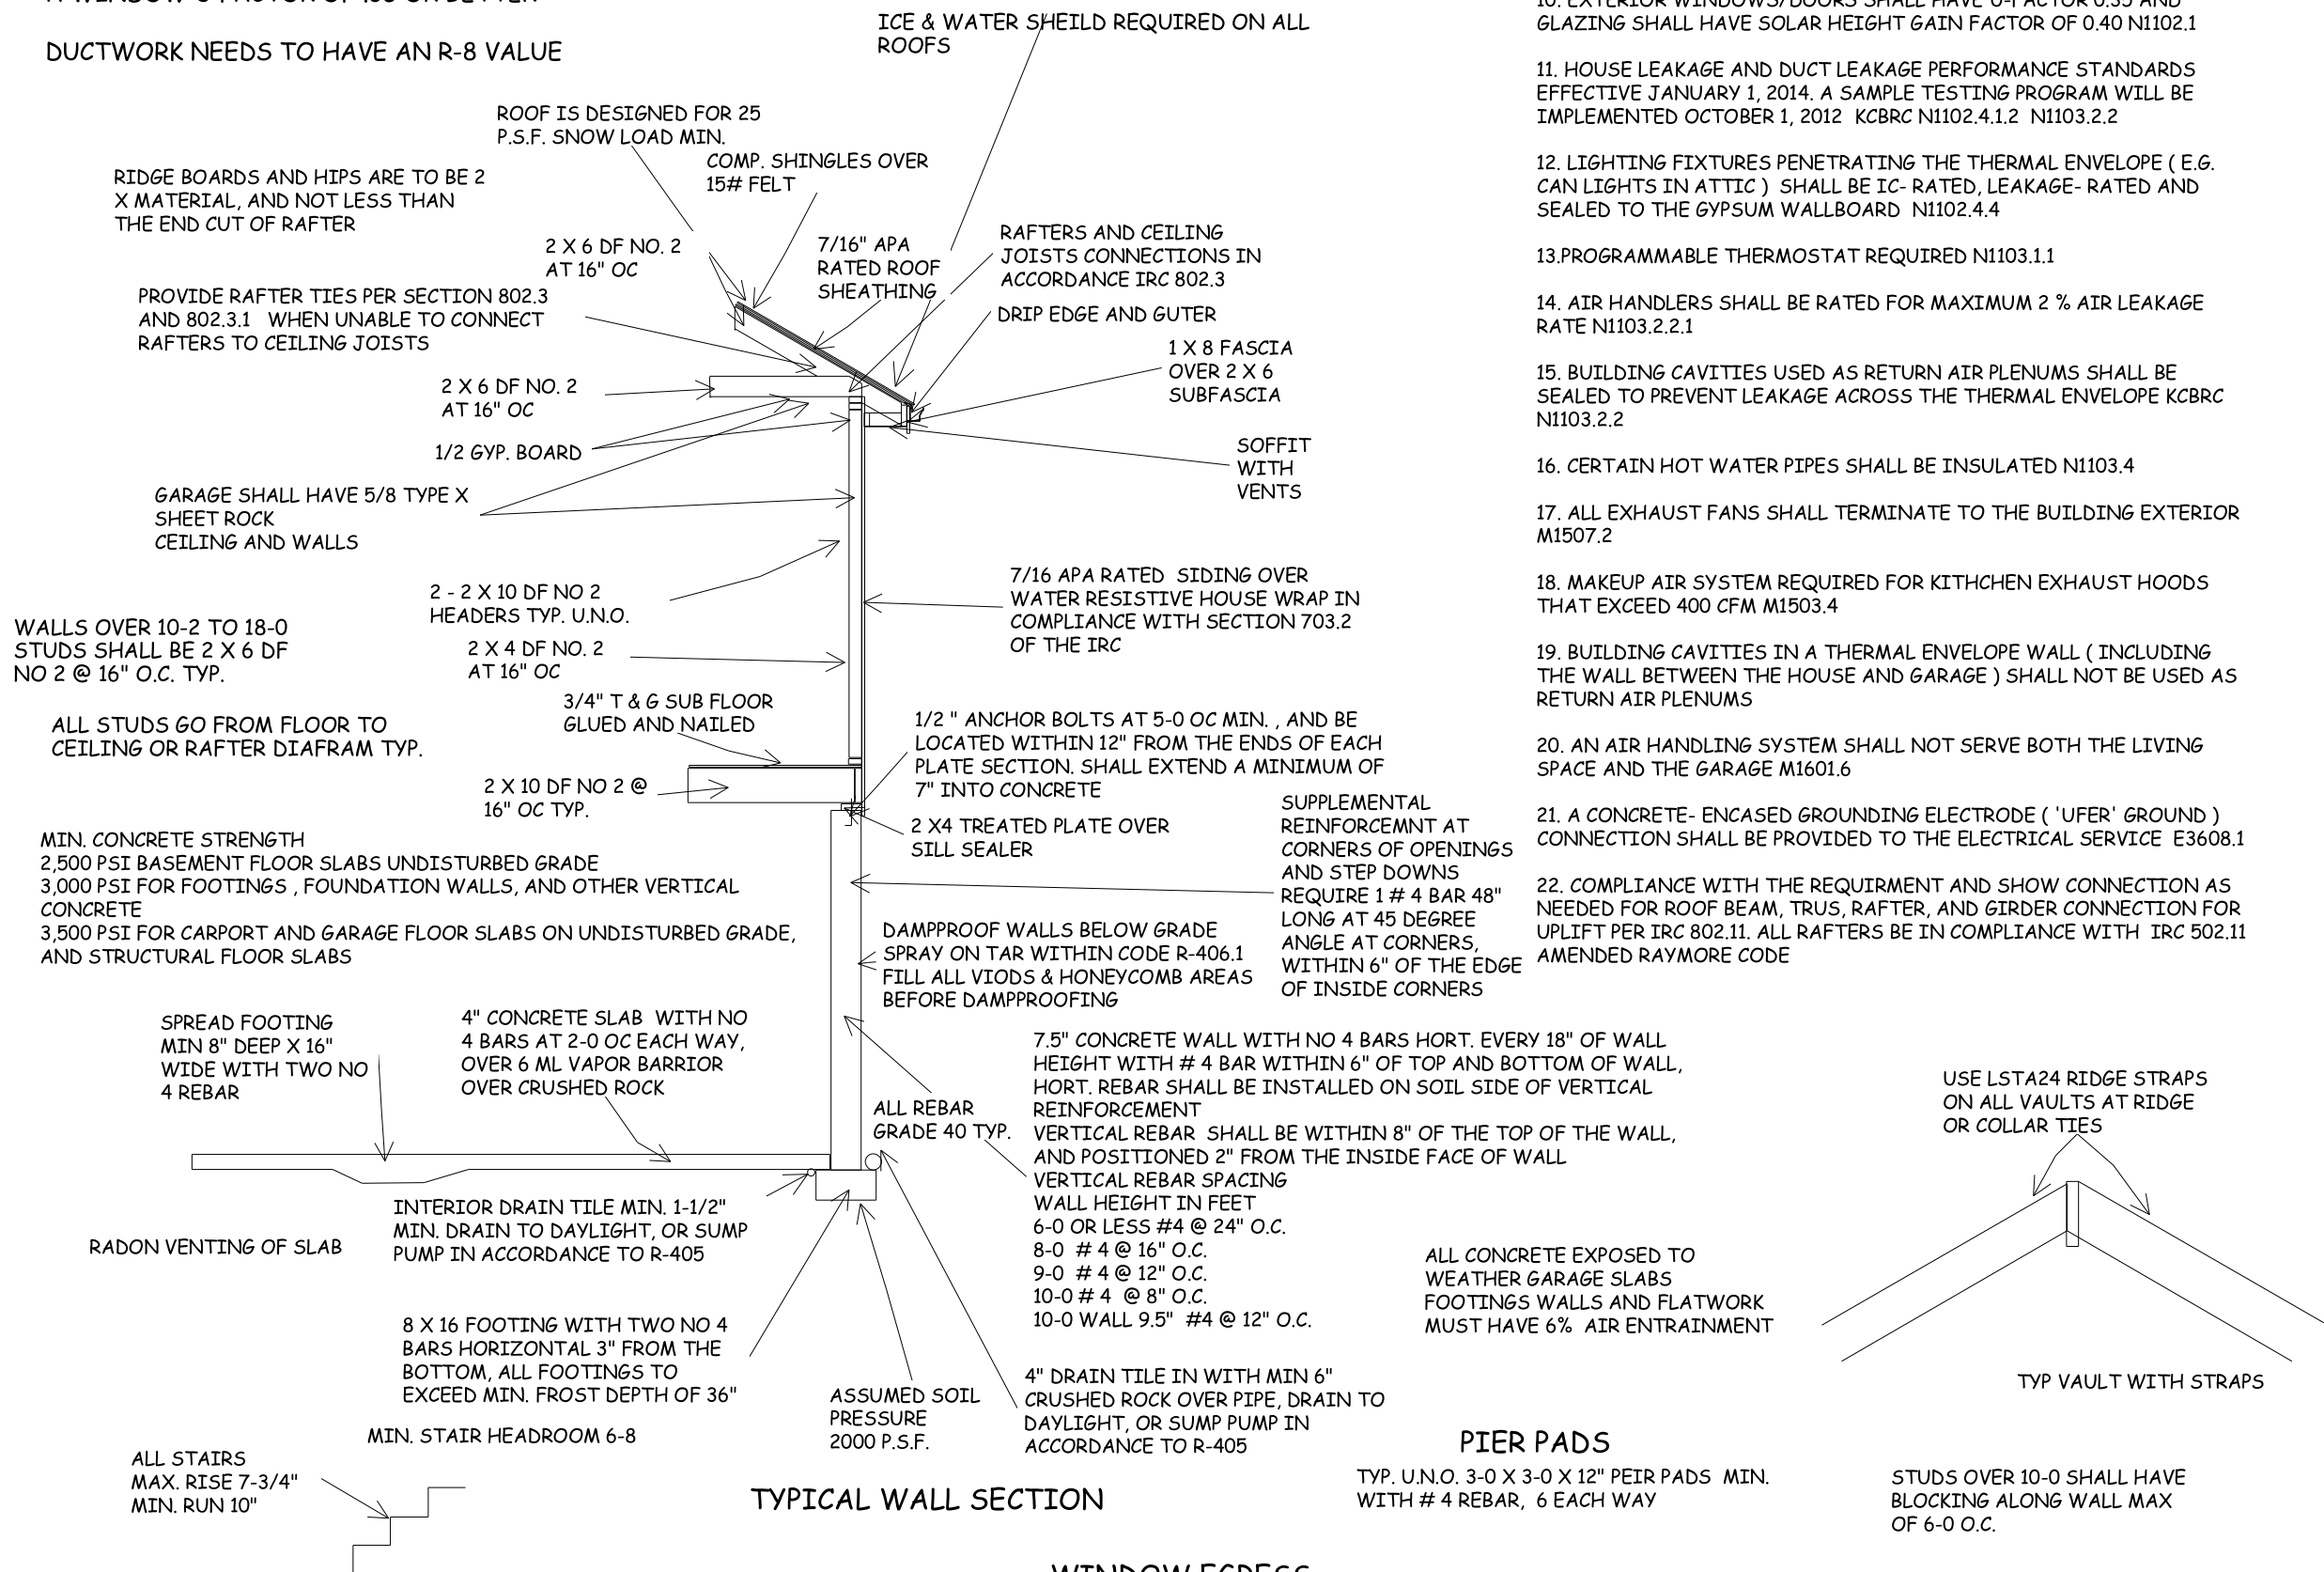 DUCTWORK NEEDS TO HAVE AN R-8 VALUE
ICE & WATER SHEILD REQUIRED ON ALL
ROOFS
ROOF IS DESIGNED FOR 25
P.S.F. SNOW LOAD MIN.
COMP. SHINGLES OVER
15# FELT
RIDGE BOARDS AND HIPS ARE TO BE 2
X MATERIAL, AND NOT LESS THAN
THE END CUT OF RAFTER
2 X 6 DF NO. 2
AT 16" OC
7/16" APA
RATED ROOF
SHEATHING
RAFTERS AND CEILING
JOISTS CONNECTIONS IN
ACCORDANCE IRC 802.3
PROVIDE RAFTER TIES PER SECTION 802.3
AND 802.3.1 WHEN UNABLE TO CONNECT
RAFTERS TO CEILING JOISTS
DRIP EDGE AND GUTER
1 X 8 FASCIA
OVER 2 X 6
SUBFASCIA
2 X 6 DF NO. 2
AT 16" OC
1/2 GYP. BOARD
SOFFIT
WITH
VENTS
GARAGE SHALL HAVE 5/8 TYPE X
SHEET ROCK
CEILING AND WALLS
2 - 2 X 10 DF NO 2
HEADERS TYP. U.N.O.
7/16 APA RATED SIDING OVER
WATER RESISTIVE HOUSE WRAP IN
COMPLIANCE WITH SECTION 703.2
OF THE IRC
WALLS OVER 10-2 TO 18-0
STUDS SHALL BE 2 X 6 DF
NO 2 @ 16" O.C. TYP.
2 X 4 DF NO. 2
AT 16" OC
3/4" T & G SUB FLOOR
GLUED AND NAILED
ALL STUDS GO FROM FLOOR TO
CEILING OR RAFTER DIAFRAM TYP.
1/2 " ANCHOR BOLTS AT 5-0 OC MIN. , AND BE
LOCATED WITHIN 12" FROM THE ENDS OF EACH
PLATE SECTION. SHALL EXTEND A MINIMUM OF
7" INTO CONCRETE
2 X 10 DF NO 2 @
16" OC TYP.
2 X4 TREATED PLATE OVER
SILL SEALER
SUPPLEMENTAL
REINFORCEMNT AT
CORNERS OF OPENINGS
AND STEP DOWNS
REQUIRE 1 # 4 BAR 48"
LONG AT 45 DEGREE
ANGLE AT CORNERS,
WITHIN 6" OF THE EDGE
OF INSIDE CORNERS
MIN. CONCRETE STRENGTH
2,500 PSI BASEMENT FLOOR SLABS UNDISTURBED GRADE
3,000 PSI FOR FOOTINGS , FOUNDATION WALLS, AND OTHER VERTICAL
CONCRETE
3,500 PSI FOR CARPORT AND GARAGE FLOOR SLABS ON UNDISTURBED GRADE,
AND STRUCTURAL FLOOR SLABS
DAMPPROOF WALLS BELOW GRADE
SPRAY ON TAR WITHIN CODE R-406.1
FILL ALL VIODS & HONEYCOMB AREAS
BEFORE DAMPPROOFING
SPREAD FOOTING
MIN 8" DEEP X 16"
WIDE WITH TWO NO
4 REBAR
4" CONCRETE SLAB WITH NO
4 BARS AT 2-0 OC EACH WAY,
OVER 6 ML VAPOR BARRIOR
OVER CRUSHED ROCK
ALL REBAR
GRADE 40 TYP.
7.5" CONCRETE WALL WITH NO 4 BARS HORT. EVERY 18" OF WALL
HEIGHT WITH # 4 BAR WITHIN 6" OF TOP AND BOTTOM OF WALL,
HORT. REBAR SHALL BE INSTALLED ON SOIL SIDE OF VERTICAL
REINFORCEMENT
VERTICAL REBAR SHALL BE WITHIN 8" OF THE TOP OF THE WALL,
AND POSITIONED 2" FROM THE INSIDE FACE OF WALL
VERTICAL REBAR SPACING
WALL HEIGHT IN FEET
6-0 OR LESS #4 @ 24" O.C.
8-0 # 4 @ 16" O.C.
9-0 # 4 @ 12" O.C.
10-0 # 4 @ 8" O.C.
10-0 WALL 9.5" #4 @ 12" O.C.
INTERIOR DRAIN TILE MIN. 1-1/2"
MIN. DRAIN TO DAYLIGHT, OR SUMP
PUMP IN ACCORDANCE TO R-405
RADON VENTING OF SLAB
8 X 16 FOOTING WITH TWO NO 4
BARS HORIZONTAL 3" FROM THE
BOTTOM, ALL FOOTINGS TO
EXCEED MIN. FROST DEPTH OF 36"
ASSUMED SOIL
PRESSURE
2000 P.S.F.
4" DRAIN TILE IN WITH MIN 6"
CRUSHED ROCK OVER PIPE, DRAIN TO
DAYLIGHT, OR SUMP PUMP IN
ACCORDANCE TO R-405
MIN. STAIR HEADROOM 6-8
ALL STAIRS
MAX. RISE 7-3/4"
MIN. RUN 10"
TYPICAL WALL SECTION
GLAZING SHALL HAVE SOLAR HEIGHT GAIN FACTOR OF 0.40 N1102.1
11. HOUSE LEAKAGE AND DUCT LEAKAGE PERFORMANCE STANDARDS
EFFECTIVE JANUARY 1, 2014. A SAMPLE TESTING PROGRAM WILL BE
IMPLEMENTED OCTOBER 1, 2012 KCBRC N1102.4.1.2 N1103.2.2
12. LIGHTING FIXTURES PENETRATING THE THERMAL ENVELOPE ( E.G.
CAN LIGHTS IN ATTIC ) SHALL BE IC- RATED, LEAKAGE- RATED AND
SEALED TO THE GYPSUM WALLBOARD N1102.4.4
13.PROGRAMMABLE THERMOSTAT REQUIRED N1103.1.1
14. AIR HANDLERS SHALL BE RATED FOR MAXIMUM 2 % AIR LEAKAGE
RATE N1103.2.2.1
15. BUILDING CAVITIES USED AS RETURN AIR PLENUMS SHALL BE
SEALED TO PREVENT LEAKAGE ACROSS THE THERMAL ENVELOPE KCBRC
N1103.2.2
16. CERTAIN HOT WATER PIPES SHALL BE INSULATED N1103.4
17. ALL EXHAUST FANS SHALL TERMINATE TO THE BUILDING EXTERIOR
M1507.2
18. MAKEUP AIR SYSTEM REQUIRED FOR KITHCHEN EXHAUST HOODS
THAT EXCEED 400 CFM M1503.4
19. BUILDING CAVITIES IN A THERMAL ENVELOPE WALL ( INCLUDING
THE WALL BETWEEN THE HOUSE AND GARAGE ) SHALL NOT BE USED AS
RETURN AIR PLENUMS
20. AN AIR HANDLING SYSTEM SHALL NOT SERVE BOTH THE LIVING
SPACE AND THE GARAGE M1601.6
21. A CONCRETE- ENCASED GROUNDING ELECTRODE ( 'UFER' GROUND )
CONNECTION SHALL BE PROVIDED TO THE ELECTRICAL SERVICE E3608.1
22. COMPLIANCE WITH THE REQUIRMENT AND SHOW CONNECTION AS
NEEDED FOR ROOF BEAM, TRUS, RAFTER, AND GIRDER CONNECTION FOR
UPLIFT PER IRC 802.11. ALL RAFTERS BE IN COMPLIANCE WITH IRC 502.11
AMENDED RAYMORE CODE
USE LSTA24 RIDGE STRAPS
ON ALL VAULTS AT RIDGE
OR COLLAR TIES
ALL CONCRETE EXPOSED TO
WEATHER GARAGE SLABS
FOOTINGS WALLS AND FLATWORK
MUST HAVE 6% AIR ENTRAINMENT
TYP VAULT WITH STRAPS
PIER PADS
TYP. U.N.O. 3-0 X 3-0 X 12" PEIR PADS MIN.
WITH # 4 REBAR, 6 EACH WAY
STUDS OVER 10-0 SHALL HAVE
BLOCKING ALONG WALL MAX
OF 6-0 O.C.
WINDOW EGRESS